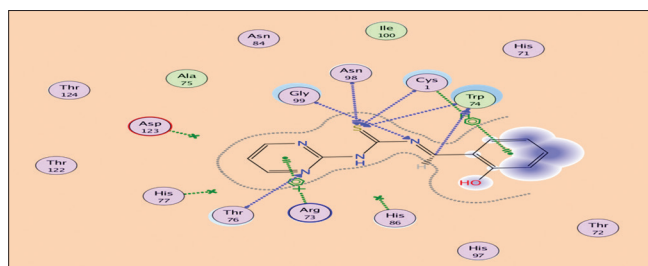 Asn
84
Ile
100
His
71
Asn
98
Cys
1
Ala
75
Thr
124
Gly
99
Trp
74
Asp
123
S
N
N
H
N
N
H
HO
Thr
122
His
77
Thr
76
Arg
73
His
86
Thr
72
His
97